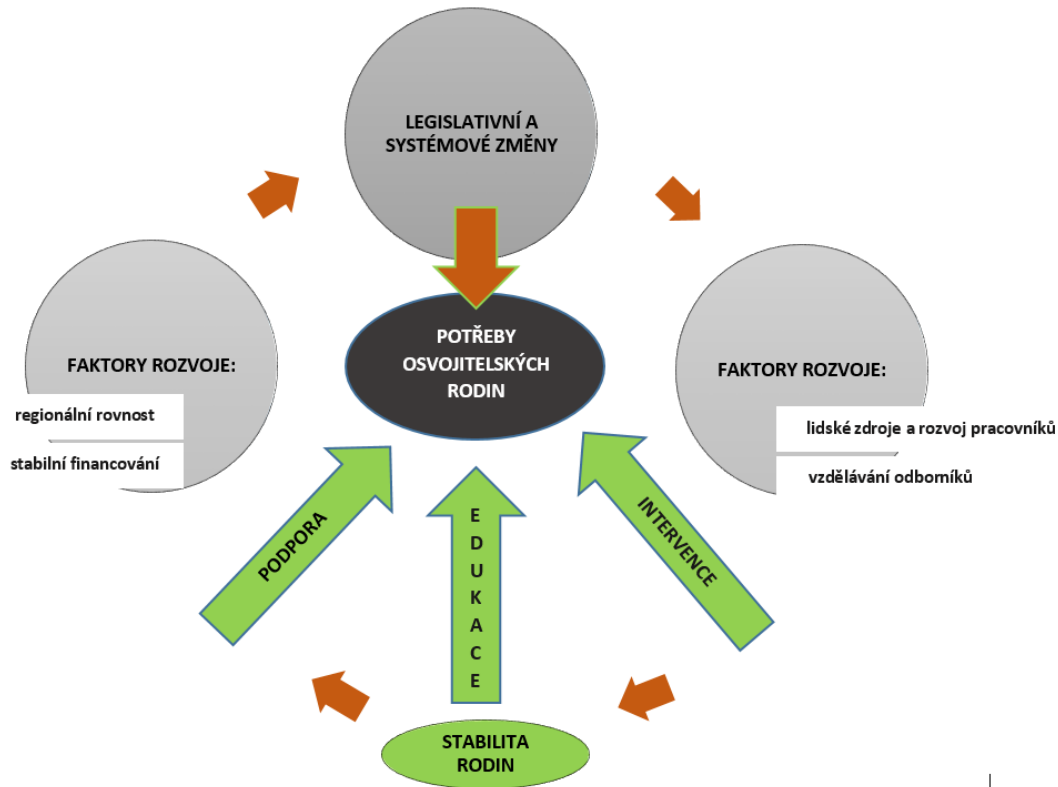 LEGISLATIVNÍ A
SYSTÉMOVÉ ZMĚNY
POTŘEBY
OSVOJITELSKÝCH
RODIN
FAKTORY ROZVOJE:
regionální rovnost
stabilní financování
FAKTORY ROZVOJE:
lidské zdroje a rozvoj pracovníků
vzdělávání odborníků
PODPORA
EDUKACE
INTERVENCE
STABILITA
RODIN